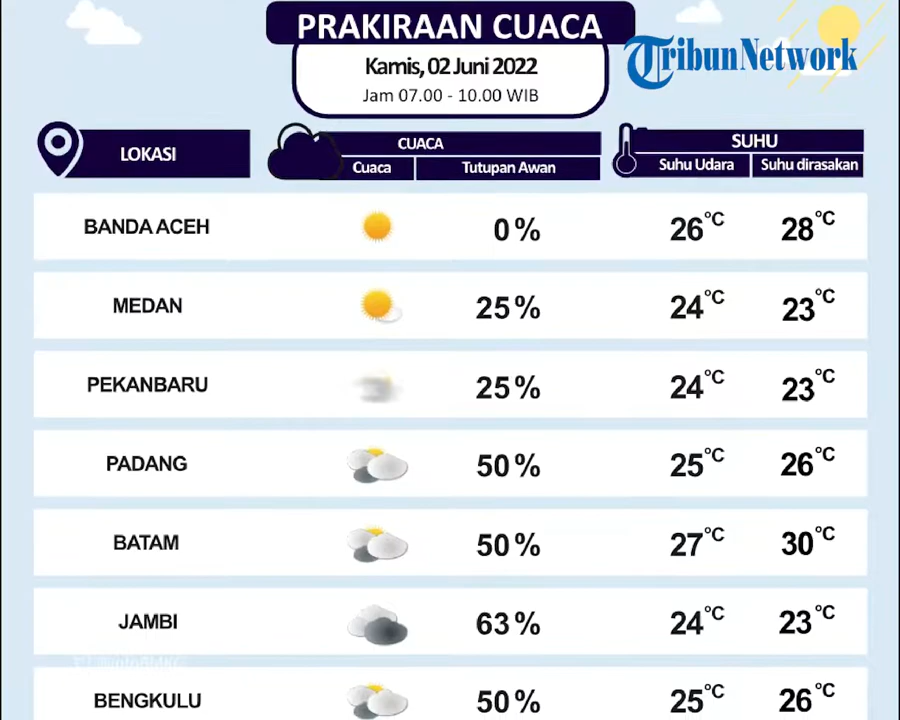 PRAKIRAAN CUACA
Kamis, 02 Juni 2022
Jam 07.00 - 10.00 WIB
Tribun Network
LOKASI
CUACA
SUHU
Cuaca Tutupan Awan
Suhu Udara Suhu dirasakan
BANDA ACEH 0% 26°C 28°C
MEDAN 25% 24°C 23°C
PEKANBARU 25% 24°C 23°C
PADANG 50% 25°C 26°C
BATAM 50% 27°C 30°C
JAMBI 63% 24°C 23°C
BENGKULU 50% 25°C 26°C